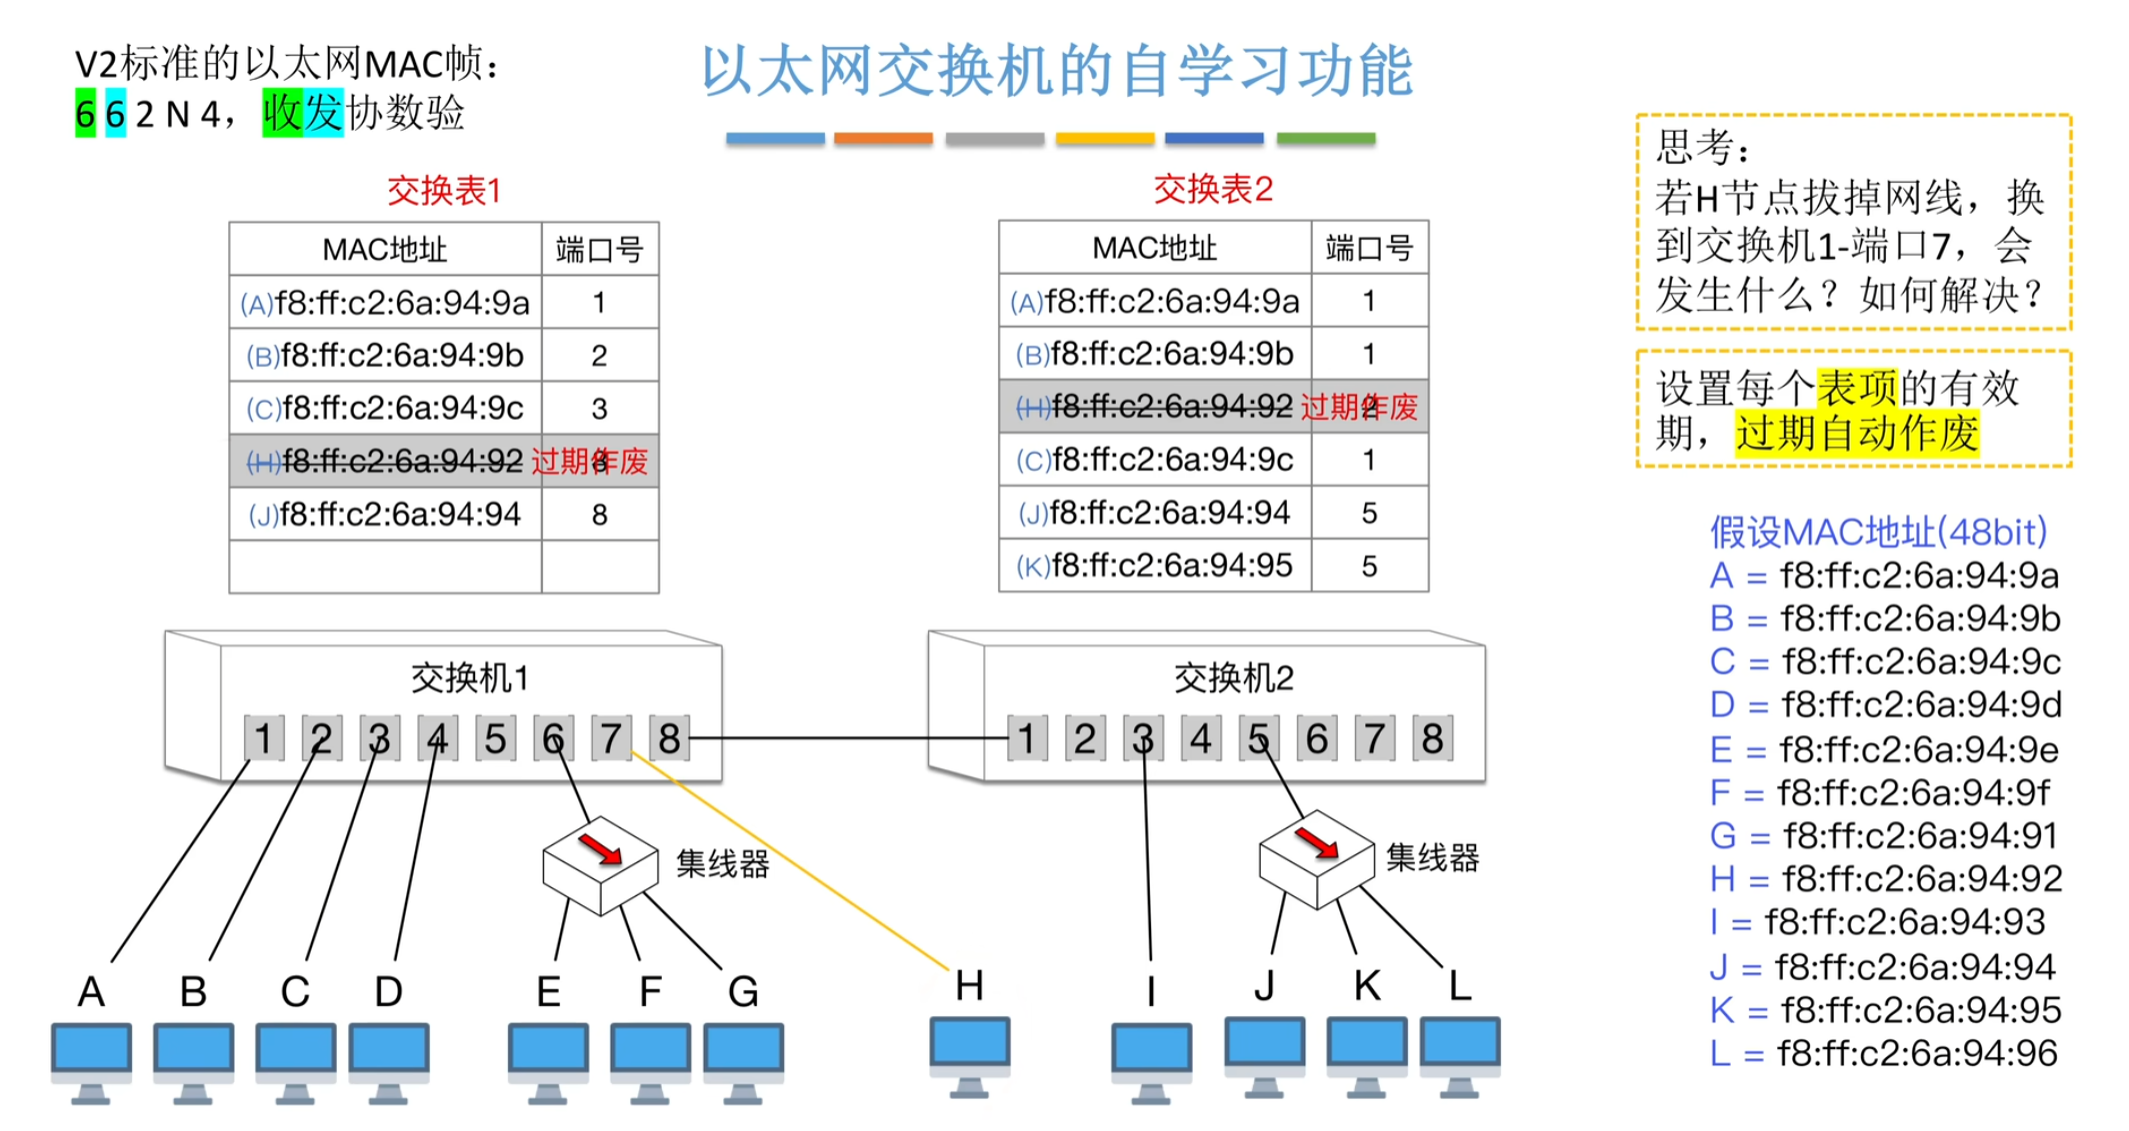 V2标准的以太网MAC帧：
6 6 2 N 4，收发协数验
以太网交换机的自学习功能
交换表1
MAC地址 端口号
(A)f8:ff:c2:6a:94:9a 1
(B)f8:ff:c2:6a:94:9b 2
(C)f8:ff:c2:6a:94:9c 3
(H)f8:ff:c2:6a:94:92 过期作废
(J)f8:ff:c2:6a:94:94 8
交换表2
MAC地址 端口号
(A)f8:ff:c2:6a:94:9a 1
(B)f8:ff:c2:6a:94:9b 1
(H)f8:ff:c2:6a:94:92 过期作废
(C)f8:ff:c2:6a:94:9c 1
(J)f8:ff:c2:6a:94:94 5
(K)f8:ff:c2:6a:94:95 5
思考：
若H节点拔掉网线，换
到交换机1-端口7，会
发生什么？如何解决？
设置每个表项的有效
期，过期自动作废
假设MAC地址(48bit)
A = f8:ff:c2:6a:94:9a
B = f8:ff:c2:6a:94:9b
C = f8:ff:c2:6a:94:9c
D = f8:ff:c2:6a:94:9d
E = f8:ff:c2:6a:94:9e
F = f8:ff:c2:6a:94:9f
G = f8:ff:c2:6a:94:91
H = f8:ff:c2:6a:94:92
I = f8:ff:c2:6a:94:93
J = f8:ff:c2:6a:94:94
K = f8:ff:c2:6a:94:95
L = f8:ff:c2:6a:94:96
交换机1
1 2 3 4 5 6 7 8
交换机2
1 2 3 4 5 6 7 8
集线器
集线器
A B C D E F G H I J K L